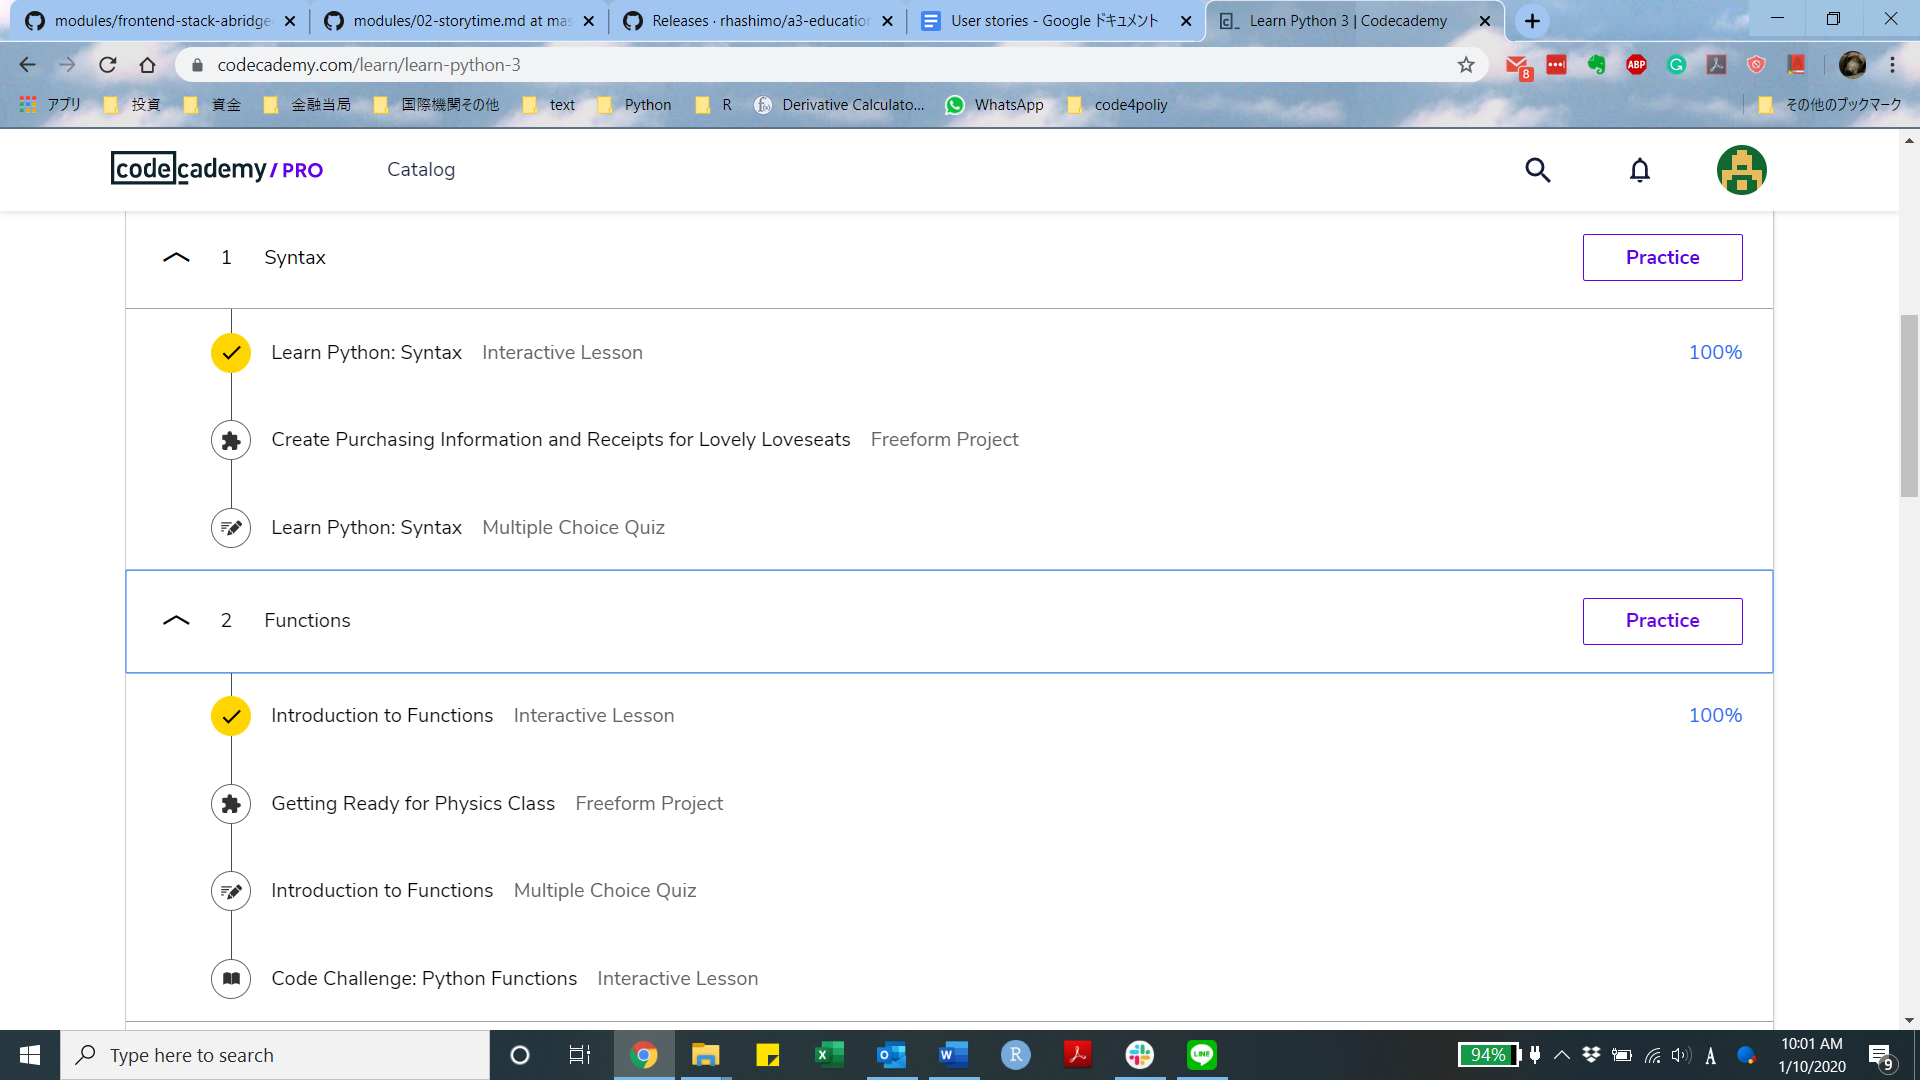 modules/frontend-stack-abridge
modules/02-storytime.md at mas
Releases · rhashimo/a3-education
User stories - Google ドキュメント
Learn Python 3 | Codecademy
codecademy.com/learn/learn-python-3
8
ABP
アプリ
投資
資金
金融当局
国際機関その他
text
Python
R
Derivative Calculato...
WhatsApp
code4poliy
その他のブックマーク
codecademy / PRO
Catalog
1 Syntax
Practice
Learn Python: Syntax Interactive Lesson 100%
Create Purchasing Information and Receipts for Lovely Loveseats Freeform Project
Learn Python: Syntax Multiple Choice Quiz
2 Functions
Practice
Introduction to Functions Interactive Lesson 100%
Getting Ready for Physics Class Freeform Project
Introduction to Functions Multiple Choice Quiz
Code Challenge: Python Functions Interactive Lesson
Type here to search
R
LINE
94%
A
10:01 AM
1/10/2020
9